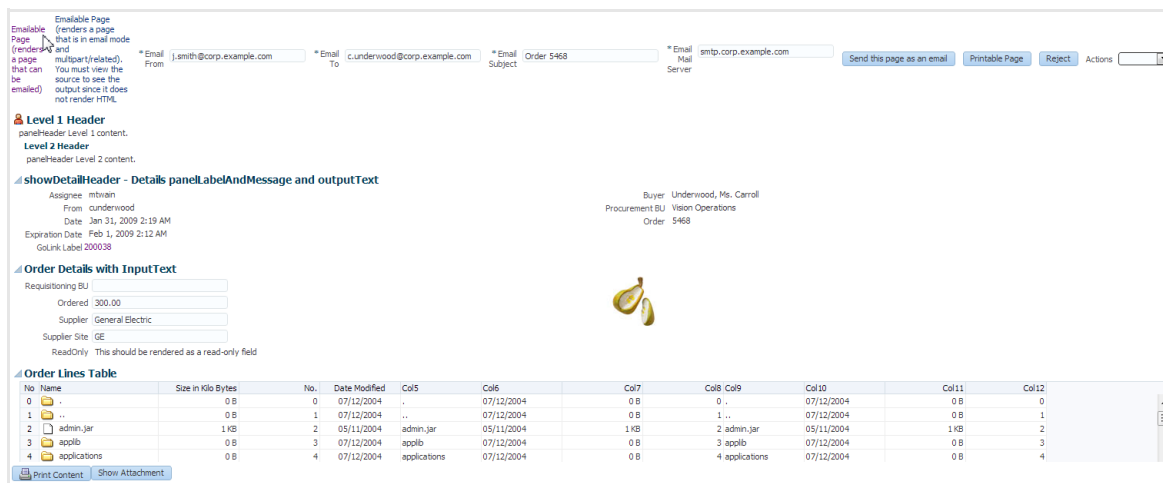 Emailable Page (renders a page that can be emailed)
Emailable Page (renders a page that is in email mode and multipart/related). You must view the source to see the output since it does not render HTML
* Email From j.smith@corp.example.com
* Email To c.underwood@corp.example.com
* Email Subject Order 5468
* Email Mail Server smtp.corp.example.com
Send this page as an email
Printable Page
Reject
Actions
Level 1 Header
panelHeader Level 1 content.
Level 2 Header
panelHeader Level 2 content.
showDetailHeader - Details panelLabelAndMessage and outputText
Assignee mtwain
Buyer Underwood, Ms. Carroll
From cunderwood
Procurement BU Vision Operations
Date Jan 31, 2009 2:19 AM
Order 5468
Expiration Date Feb 1, 2009 2:12 AM
GoLink Label 200038
Order Details with InputText
Requisitioning BU
Ordered 300.00
Supplier General Electric
Supplier Site GE
ReadOnly This should be rendered as a read-only field
Order Lines Table
No Name Size in Kilo Bytes No. Date Modified Col5 Col6 Col7 Col8 Col9 Col10 Col11 Col12
0 . 0 B 0 07/12/2004 . 07/12/2004 0 B 0 . 07/12/2004 0 B 0
1 .. 0 B 1 07/12/2004 .. 07/12/2004 0 B 1 .. 07/12/2004 0 B 1
2 admin.jar 1 KB 2 05/11/2004 admin.jar 05/11/2004 1 KB 2 admin.jar 05/11/2004 1 KB 2
3 applib 0 B 3 07/12/2004 applib 07/12/2004 0 B 3 applib 07/12/2004 0 B 3
4 applications 0 B 4 07/12/2004 applications 07/12/2004 0 B 4 applications 07/12/2004 0 B 4
Print Content
Show Attachment